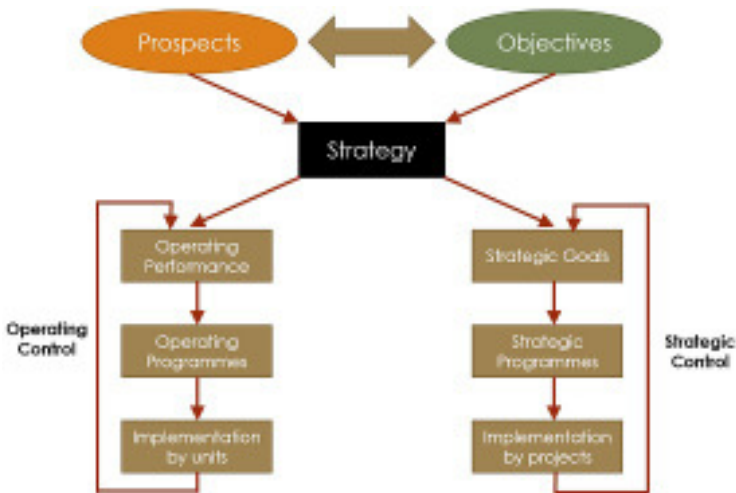 Prospects
Objectives
Strategy
Operating
Performance
Strategic Goals
Operating
Control
Operating
Programmes
Strategic
Programmes
Strategic
Control
Implementation
by units
Implementation
by projects